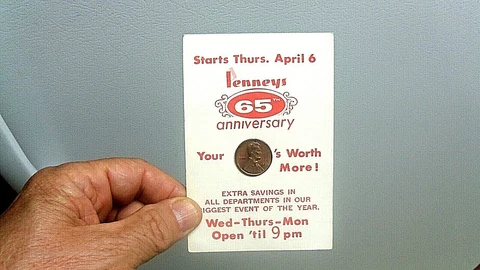 Starts Thurs. April 6
Penneys
65TH
anniversary
Your 's Worth
More!
EXTRA SAVINGS IN
ALL DEPARTMENTS IN OUR
BIGGEST EVENT OF THE YEAR.
Wed-Thurs-Mon
Open 'til 9 pm